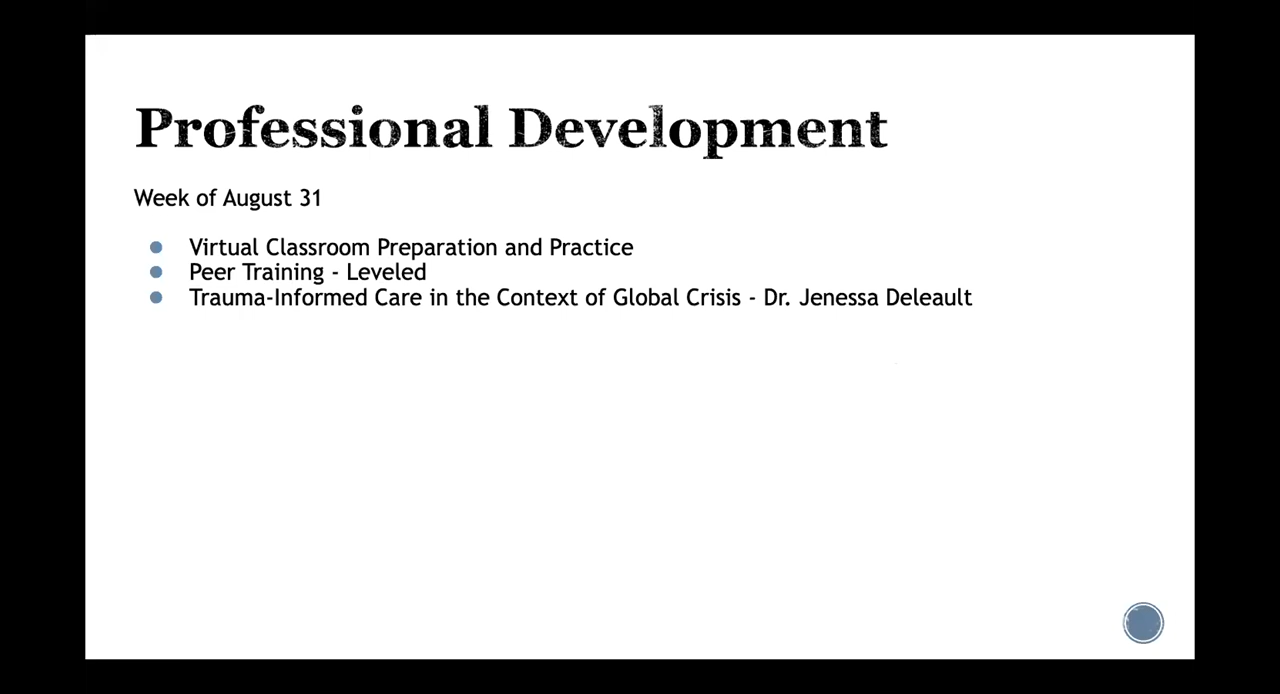 Professional Development
Week of August 31
Virtual Classroom Preparation and Practice
Peer Training - Leveled
Trauma-Informed Care in the Context of Global Crisis - Dr. Jenessa Deleault